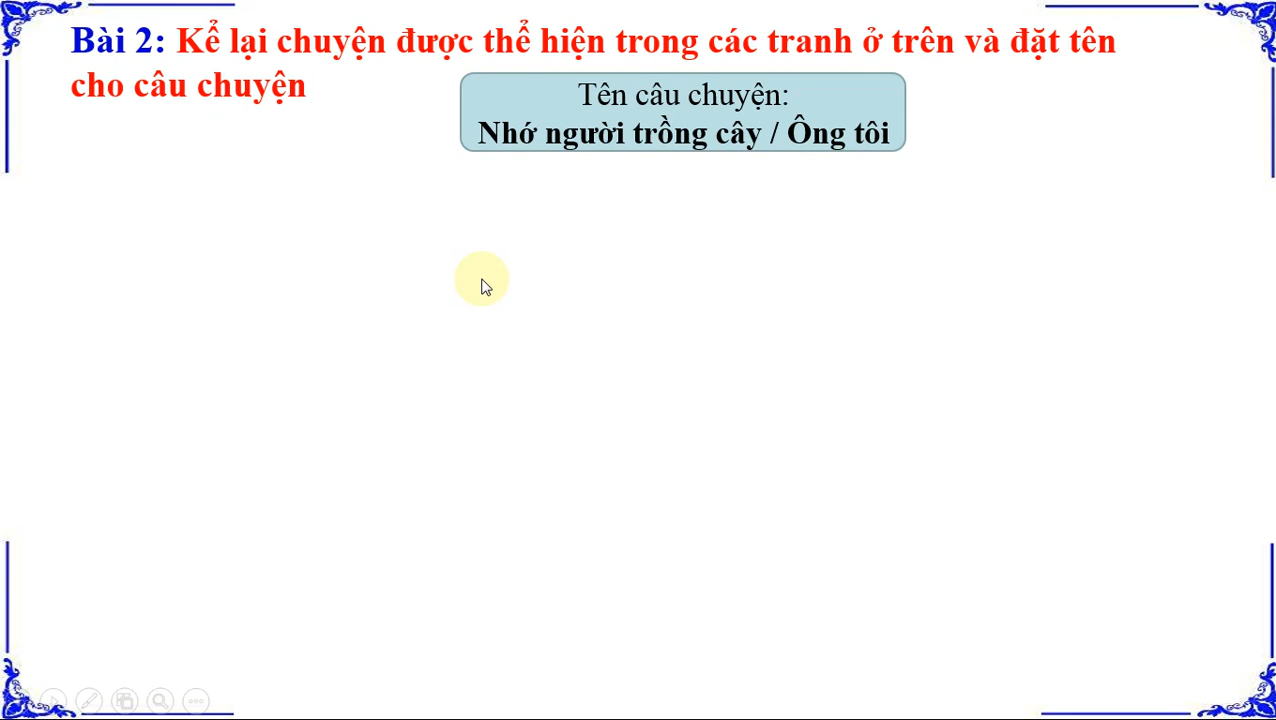 Bài 2: Kể lại chuyện được thể hiện trong các tranh ở trên và đặt tên
cho câu chuyện
Tên câu chuyện:
Nhớ người trồng cây / Ông tôi